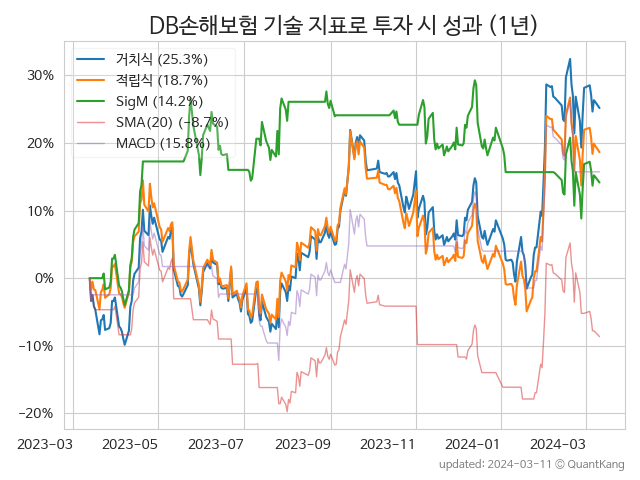 DB손해보험 기술 지표로 투자 시 성과 (1년)
거치식 (25.3%)
적립식 (18.7%)
SigM (14.2%)
SMA(20) (−8.7%)
MACD (15.8%)
30%
20%
10%
0%
−10%
−20%
2023-03 2023-05 2023-07 2023-09 2023-11 2024-01 2024-03
updated: 2024-03-11 © QuantKang